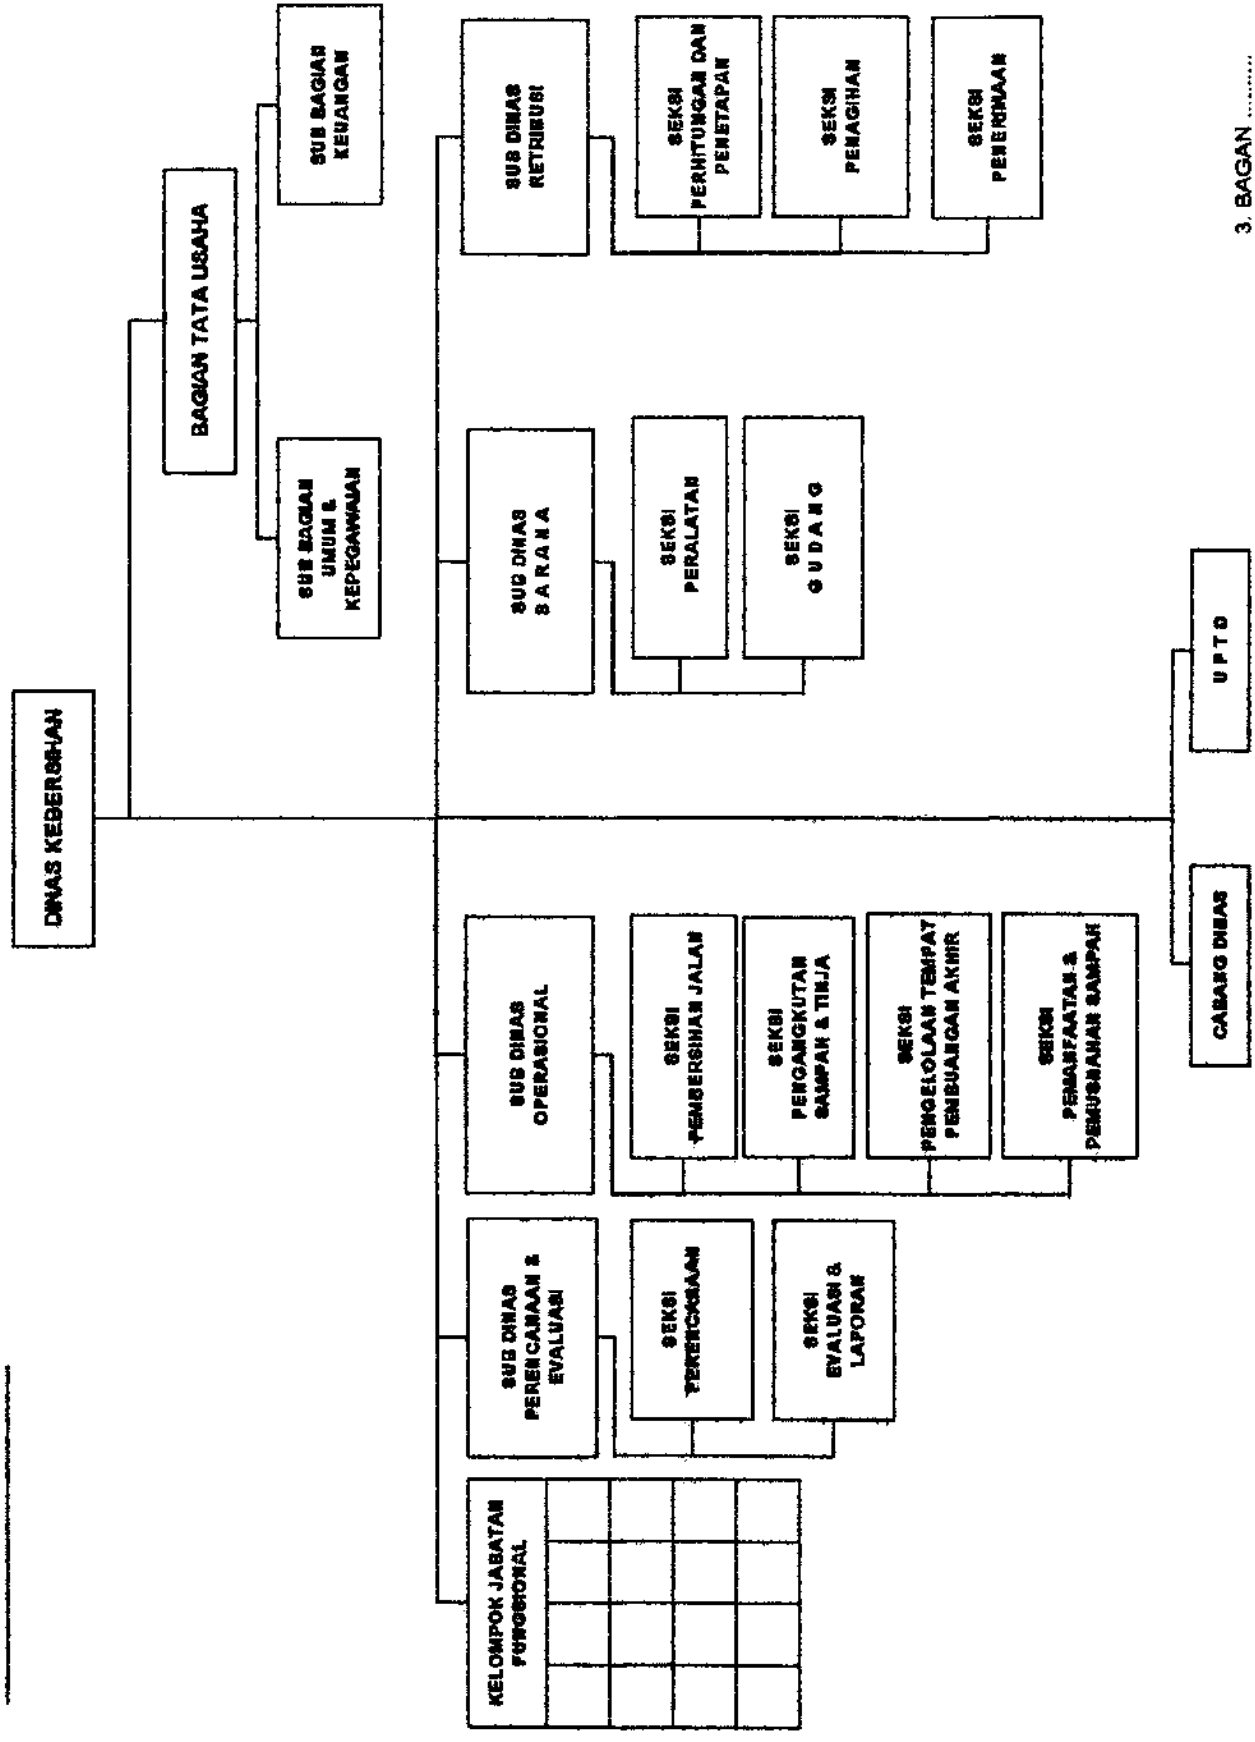 DINAS KEBERSIHAN
BAGIAN TATA USAHA
SUB BAGIAN
UMUM &
KEPEGAWAIAN
SUB BAGIAN
KEUANGAN
KELOMPOK JABATAN
FUNGSIONAL
SUB DINAS
PERENCANAAN &
EVALUASI
SEKSI
PERENCANAAN
SEKSI
EVALUASI &
LAPORAN
SUB DINAS
OPERASIONAL
SEKSI
PEMBERSIHAN JALAN
SEKSI
PENGANGKUTAN
SAMPAH & TINJA
SEKSI
PENGELOLAAN TEMPAT
PEMBUANGAN AKHIR
SEKSI
PEMANFAATAN &
PEMUSNAHAN SAMPAH
SUB DINAS
S A R A N A
SEKSI
PERALATAN
SEKSI
G U D A N G
SUB DINAS
RETRIBUSI
SEKSI
PERHITUNGAN DAN
PENETAPAN
SEKSI
PENAGIHAN
SEKSI
PENERIMAAN
CABANG DINAS
U P T D
3. BAGAN ..........